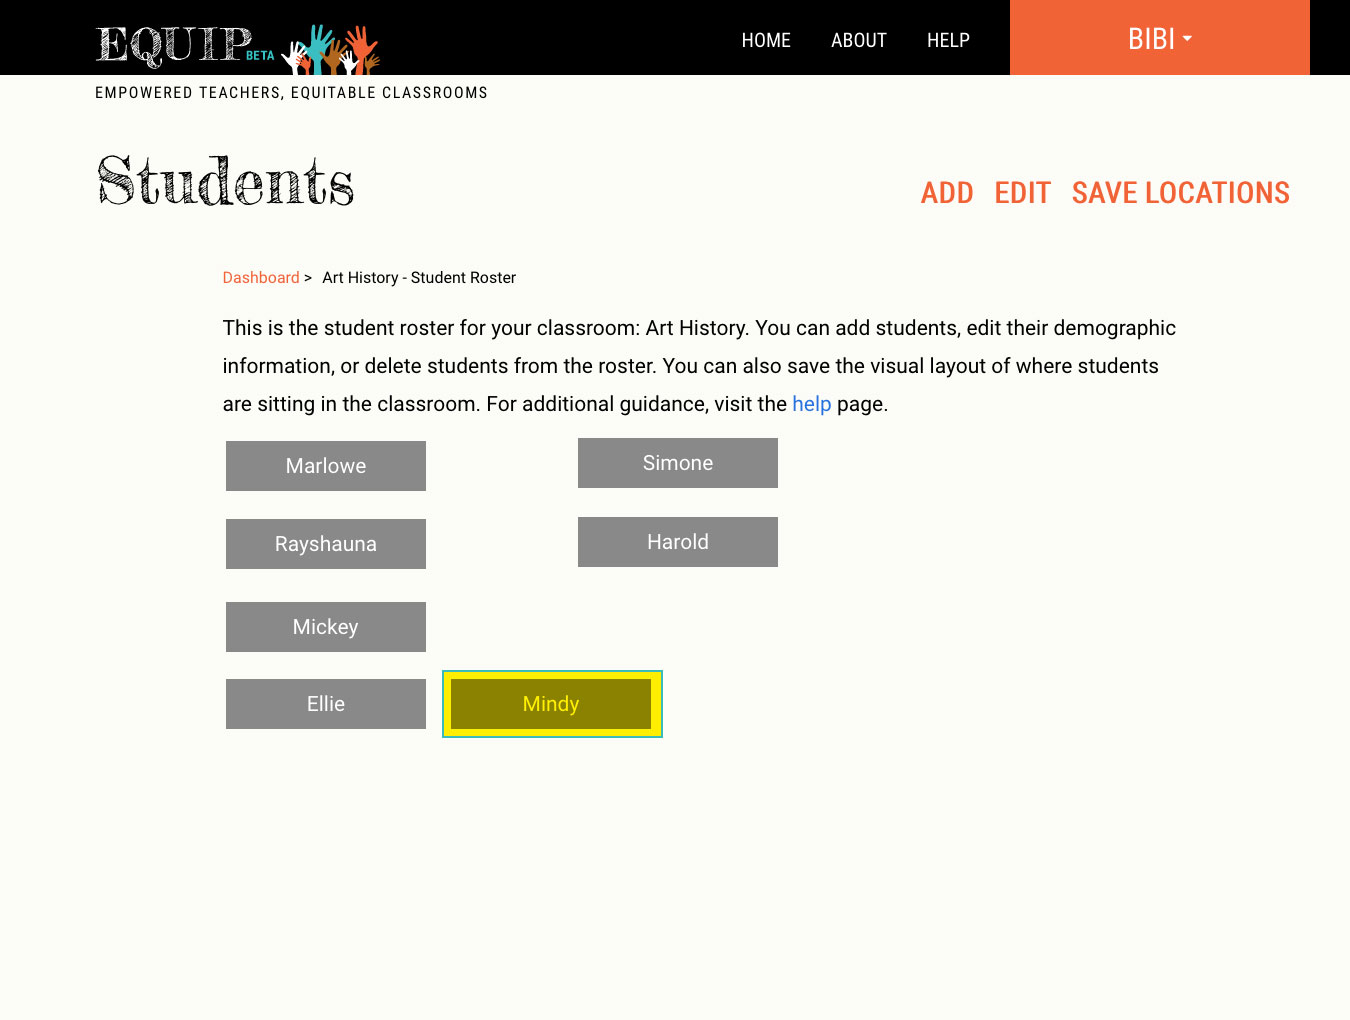 EQUIP BETA
HOME ABOUT HELP BIBI
EMPOWERED TEACHERS, EQUITABLE CLASSROOMS
Students
ADD EDIT SAVE LOCATIONS
Dashboard > Art History - Student Roster
This is the student roster for your classroom: Art History. You can add students, edit their demographic
information, or delete students from the roster. You can also save the visual layout of where students
are sitting in the classroom. For additional guidance, visit the help page.
Marlowe Simone
Rayshauna Harold
Mickey
Ellie Mindy